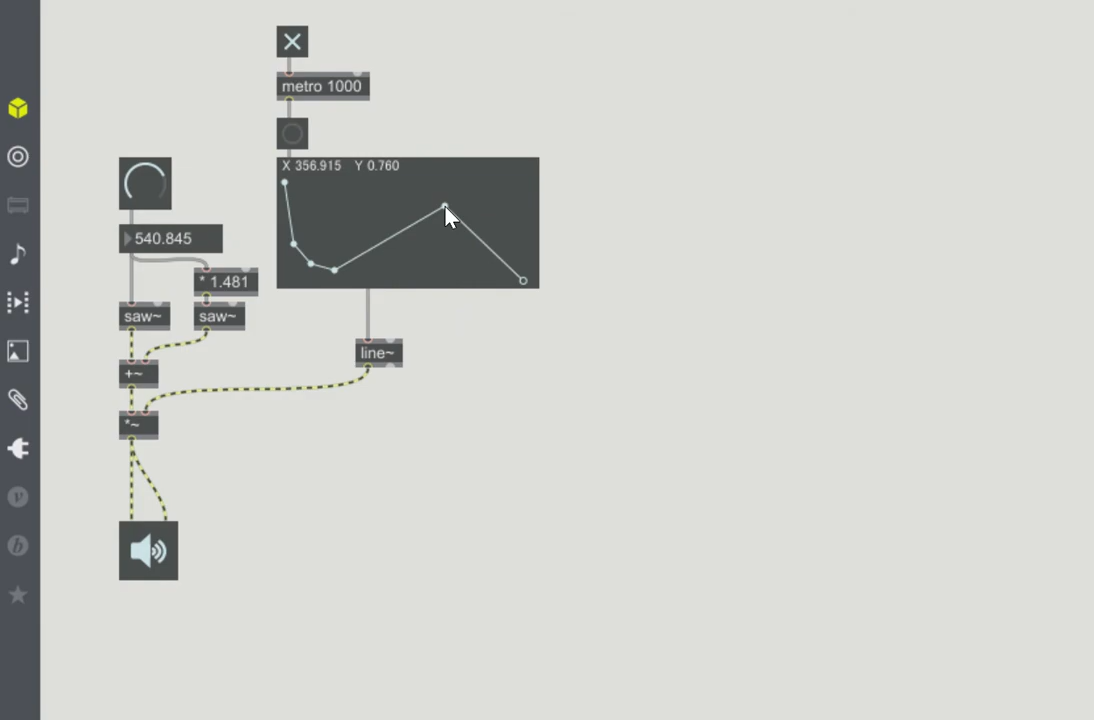 metro 1000
X 356.915 Y 0.760
540.845
* 1.481
saw~ saw~
line~
+~
*~